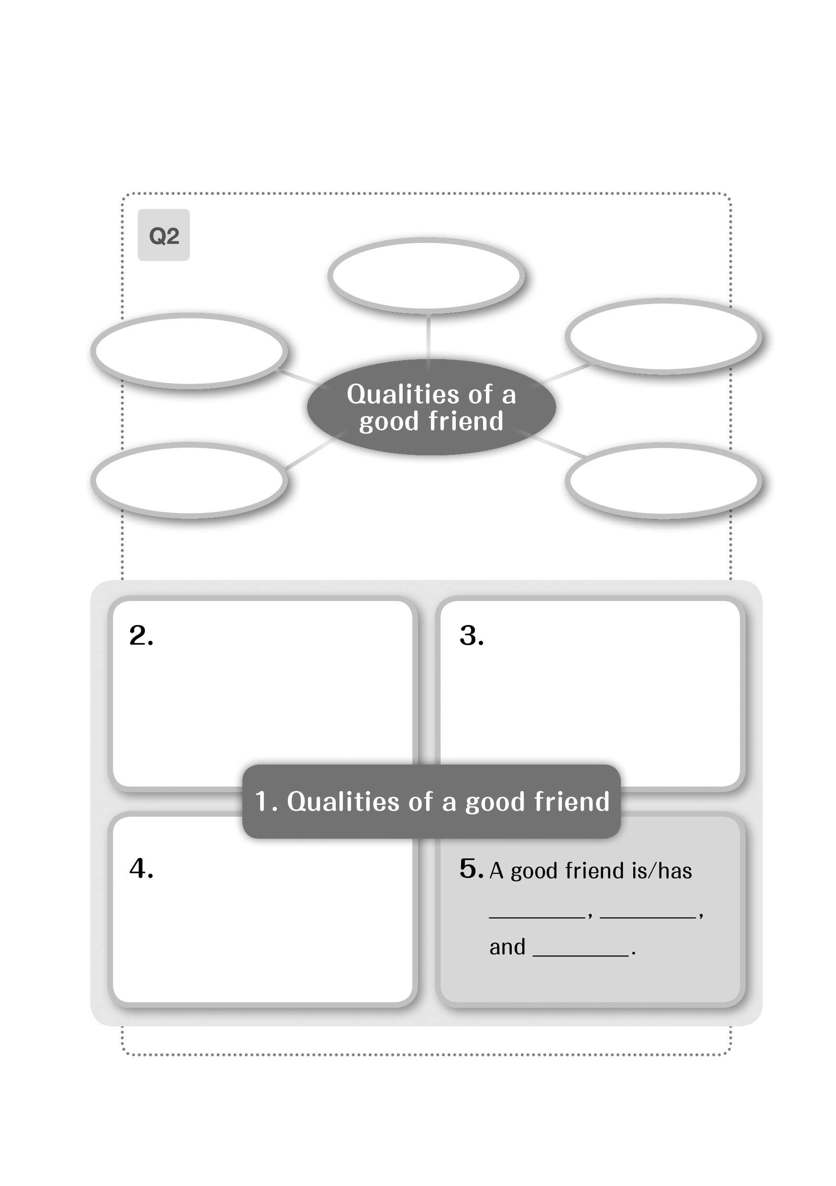 Q2
Qualities of a
good friend
2.
3.
1. Qualities of a good friend
4.
5. A good friend is/has
________, ________,
and ________.